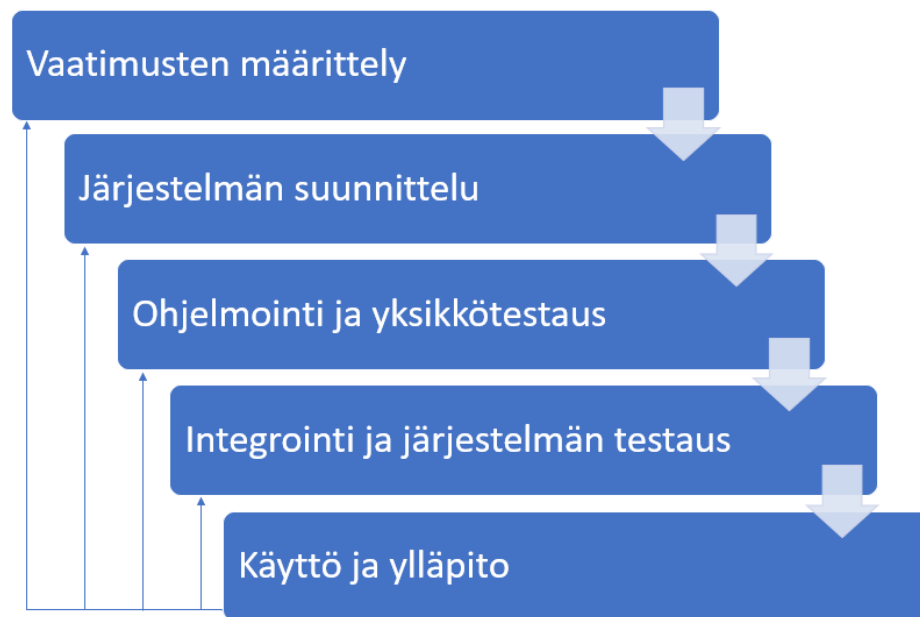 Vaatimusten määrittely
Järjestelmän suunnittelu
Ohjelmointi ja yksikkötestaus
Integrointi ja järjestelmän testaus
Käyttö ja ylläpito